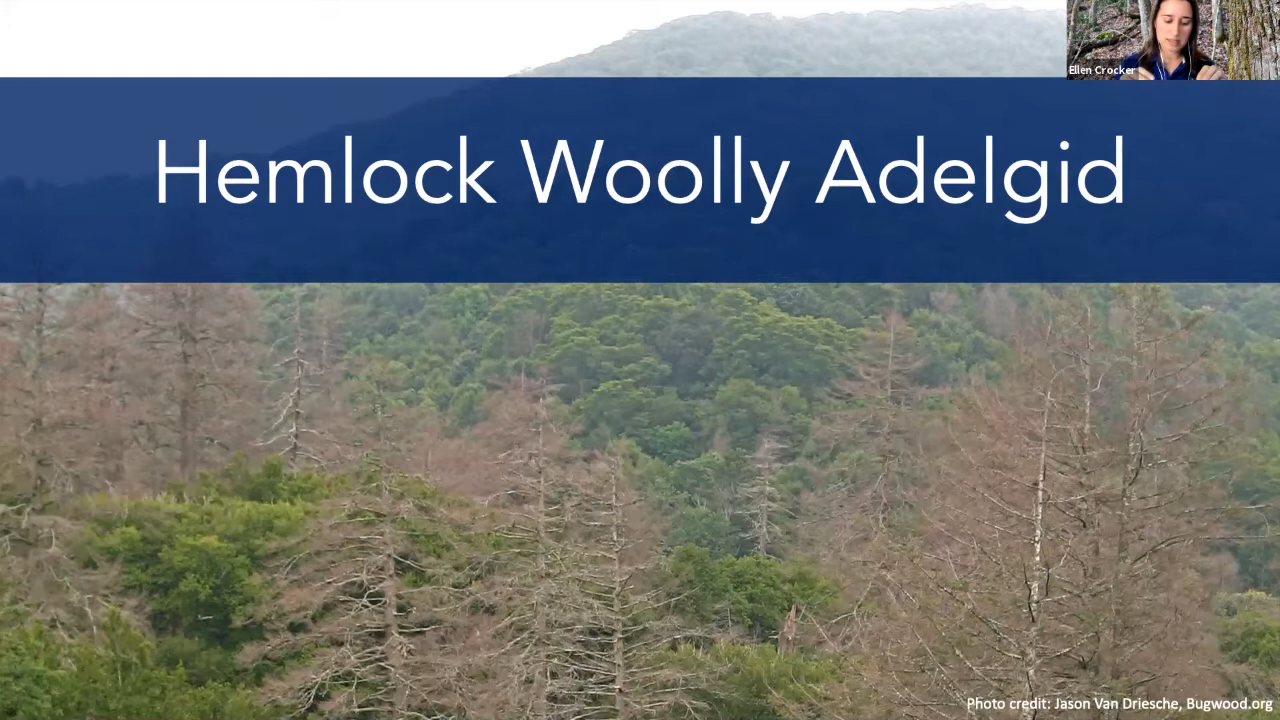 Ellen Crocker
Hemlock Woolly Adelgid
Photo credit: Jason Van Driesche, Bugwood.org